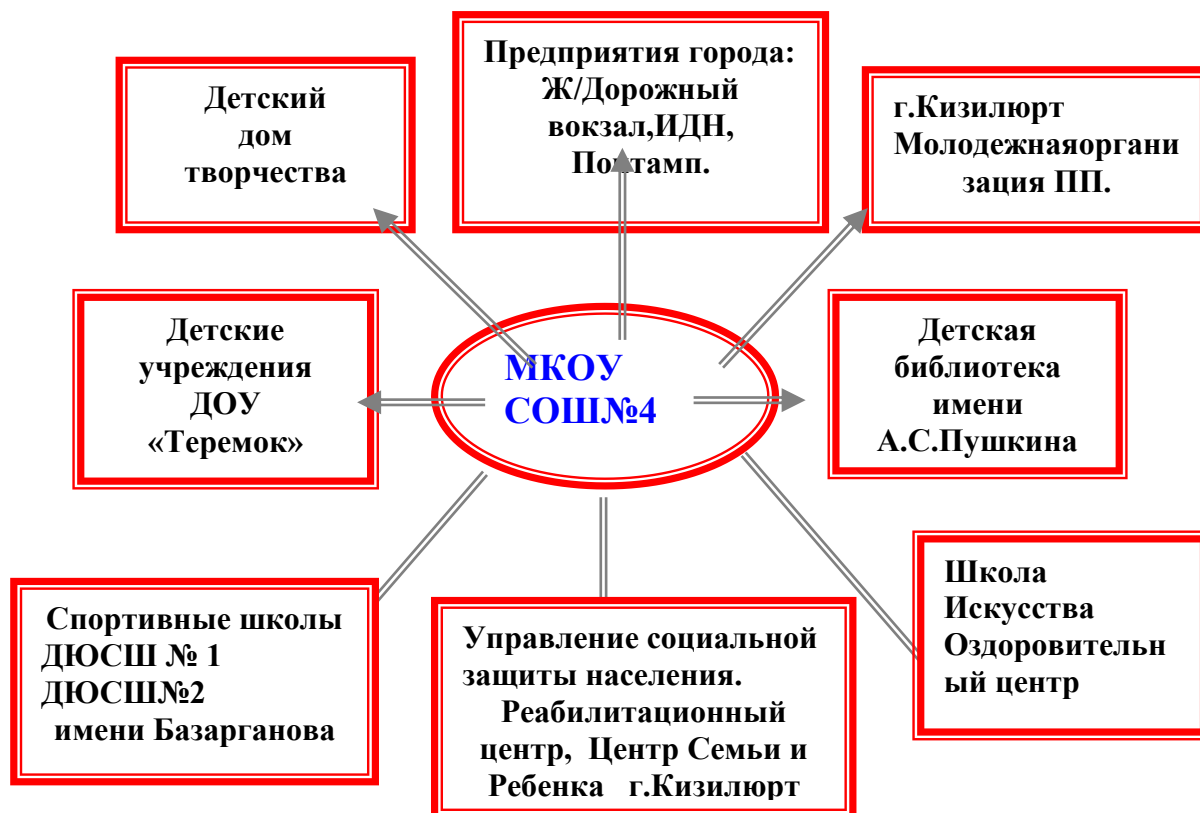 Детский
дом
творчества
Предприятия города:
Ж/Дорожный
вокзал,ИДН,
Почтамп.
г.Кизилюрт
Молодежнаяоргани
зация ПП.
Детские
учреждения
ДОУ
«Теремок»
МКОУ
СОШ№4
Детская
библиотека
имени
А.С.Пушкина
Спортивные школы
ДЮСШ № 1
ДЮСШ№2
имени Базарганова
Управление социальной
защиты населения.
Реабилитационный
центр, Центр Семьи и
Ребенка г.Кизилюрт
Школа
Искусства
Оздоровительн
ый центр